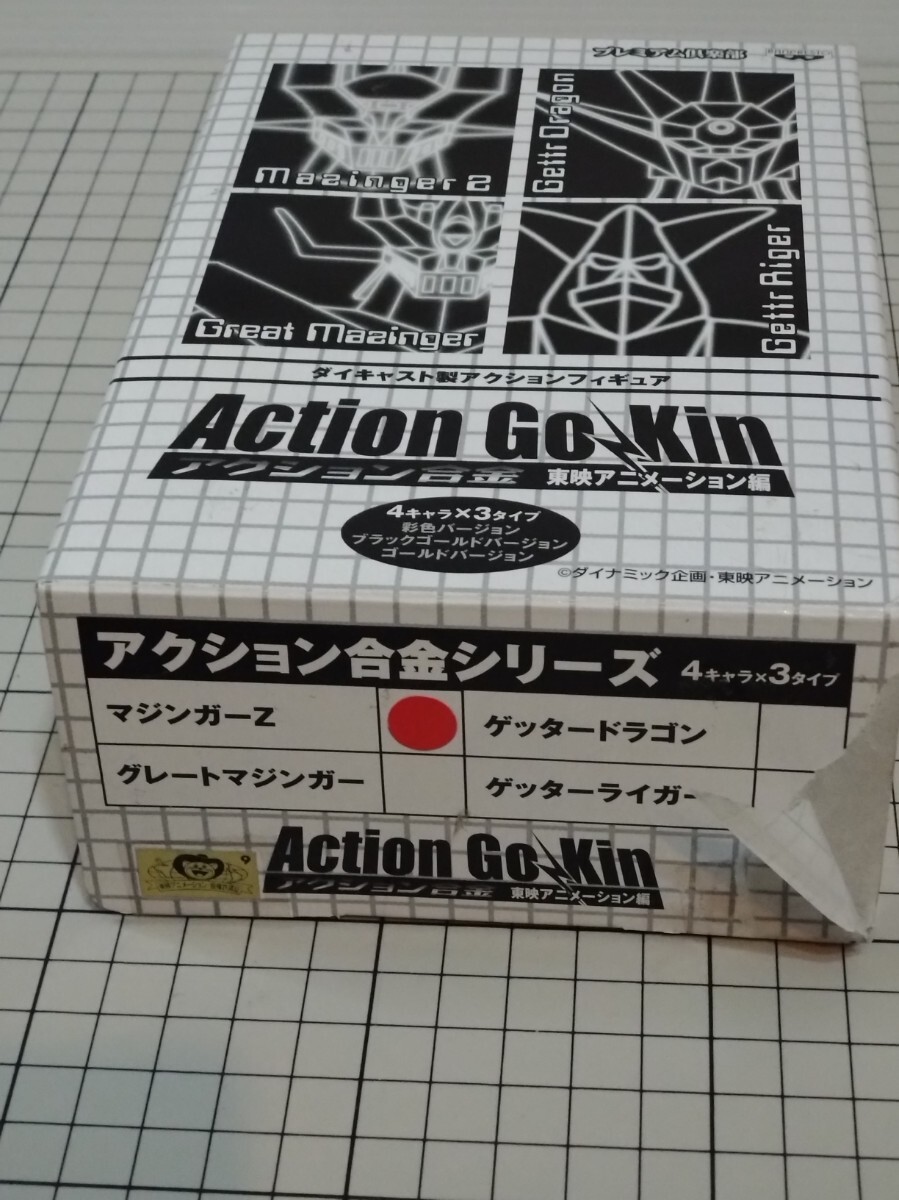 プレミアム倶楽部 BANPRESTO
Mazinger Z
Gettr Dragon
Great Mazinger
Gettr Riger
ダイキャスト製アクションフィギュア
Action Go Kin
アクション合金 東映アニメーション編
4キャラ×3タイプ
彩色バージョン
ブラックゴールドバージョン
ゴールドバージョン
©ダイナミック企画・東映アニメーション
アクション合金シリーズ 4キャラ×3タイプ
マジンガーZ ゲッタードラゴン
グレートマジンガー ゲッターライガー
Action Go Kin
アクション合金 東映アニメーション編